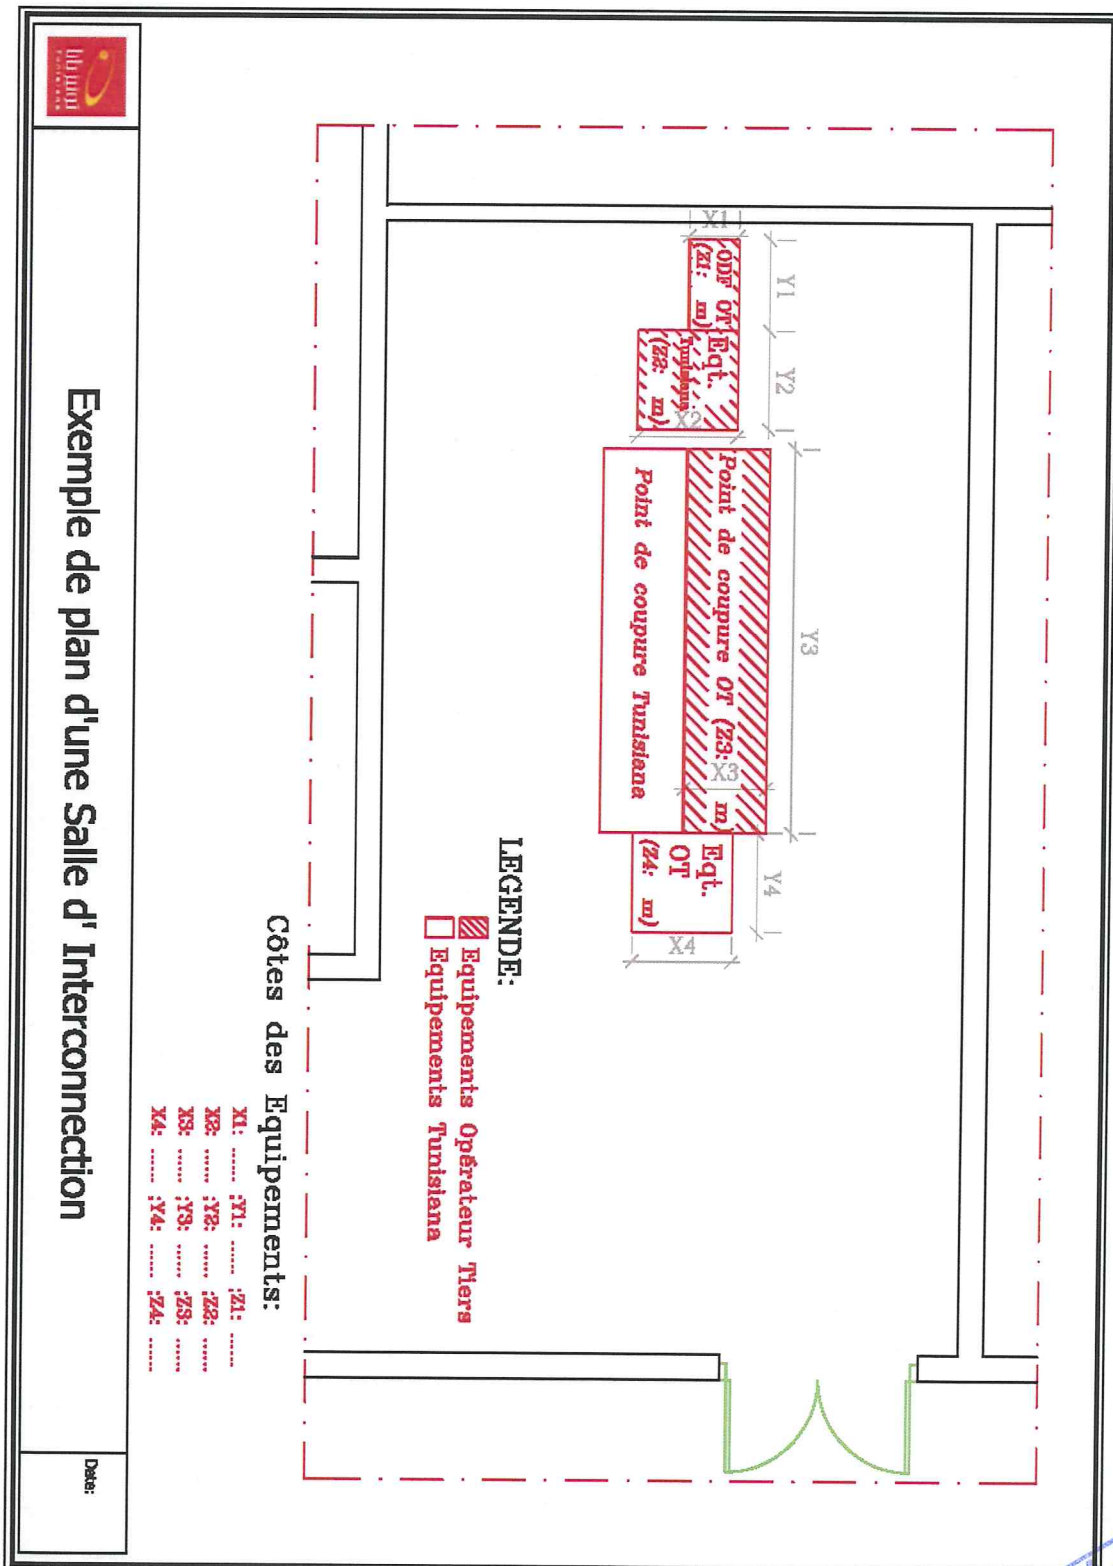 X1
Y1
Y2
Y3
Y4
ODF OT
(Z1: m)
Eqt.
Tunisiana
(Z2: m)
X2
Point de coupure OT (Z3: m)
X3
Point de coupure Tunisiana
Eqt.
OT
(Z4: m)
X4
LEGENDE:
Equipements Opérateur Tiers
Equipements Tunisiana
Côtes des Equipements:
X1: ...... ;Y1: ...... ;Z1: ......
X2: ...... ;Y2: ...... ;Z2: ......
X3: ...... ;Y3: ...... ;Z3: ......
X4: ...... ;Y4: ...... ;Z4: ......
تونيزيانا
TUNISIANA
Exemple de plan d'une Salle d' Interconnection
Date: